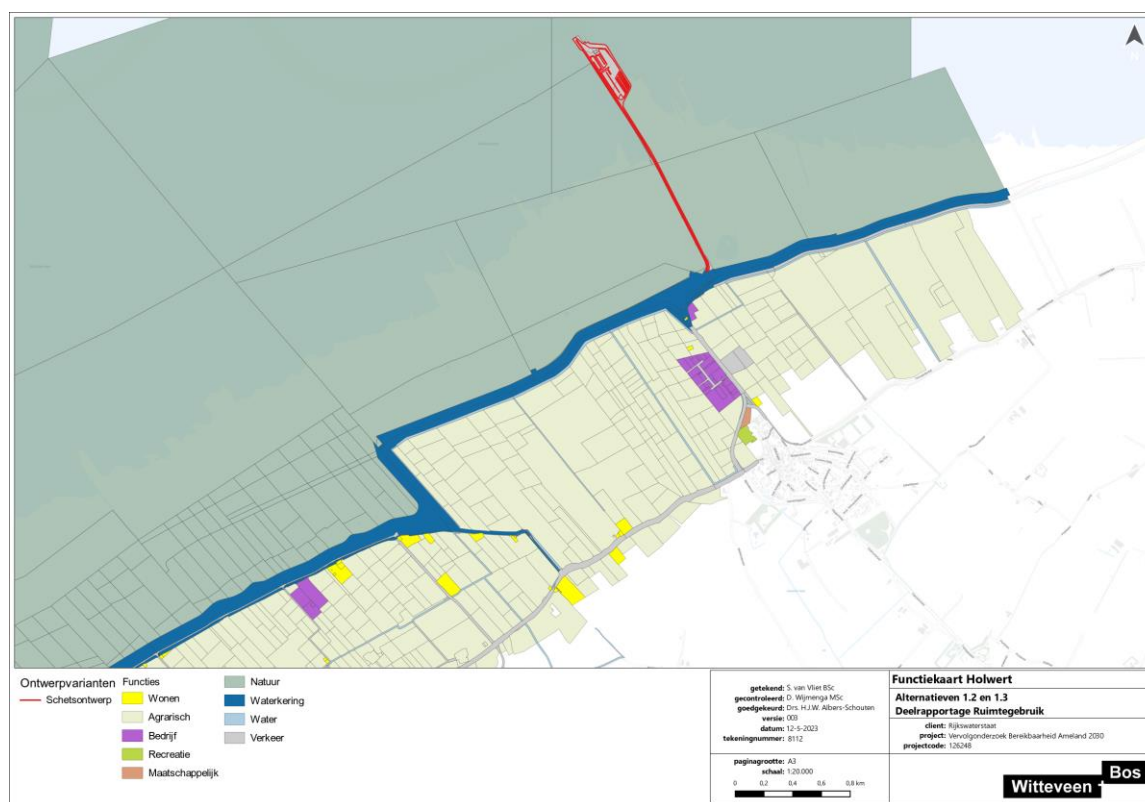 Ontwerpvarianten
Schetsontwerp
Functies
Wonen
Agrarisch
Bedrijf
Recreatie
Maatschappelijk
Natuur
Waterkering
Water
Verkeer
getekend: S. van Vliet BSc
gecontroleerd: D. Wijmenga MSc
goedgekeurd: Drs. H.J.W. Albers-Schouten
versie: 003
datum: 12-5-2023
tekeningnummer: 8112
paginagrootte: A3
schaal: 1:20.000
0 0,2 0,4 0,6 0,8 km
Functiekaart Holwert
Alternatieven 1.2 en 1.3
Deelrapportage Ruimtegebruik
client: Rijkswaterstaat
project: Vervolgonderzoek Bereikbaarheid Ameland 2030
projectcode: 126248
Witteveen + Bos